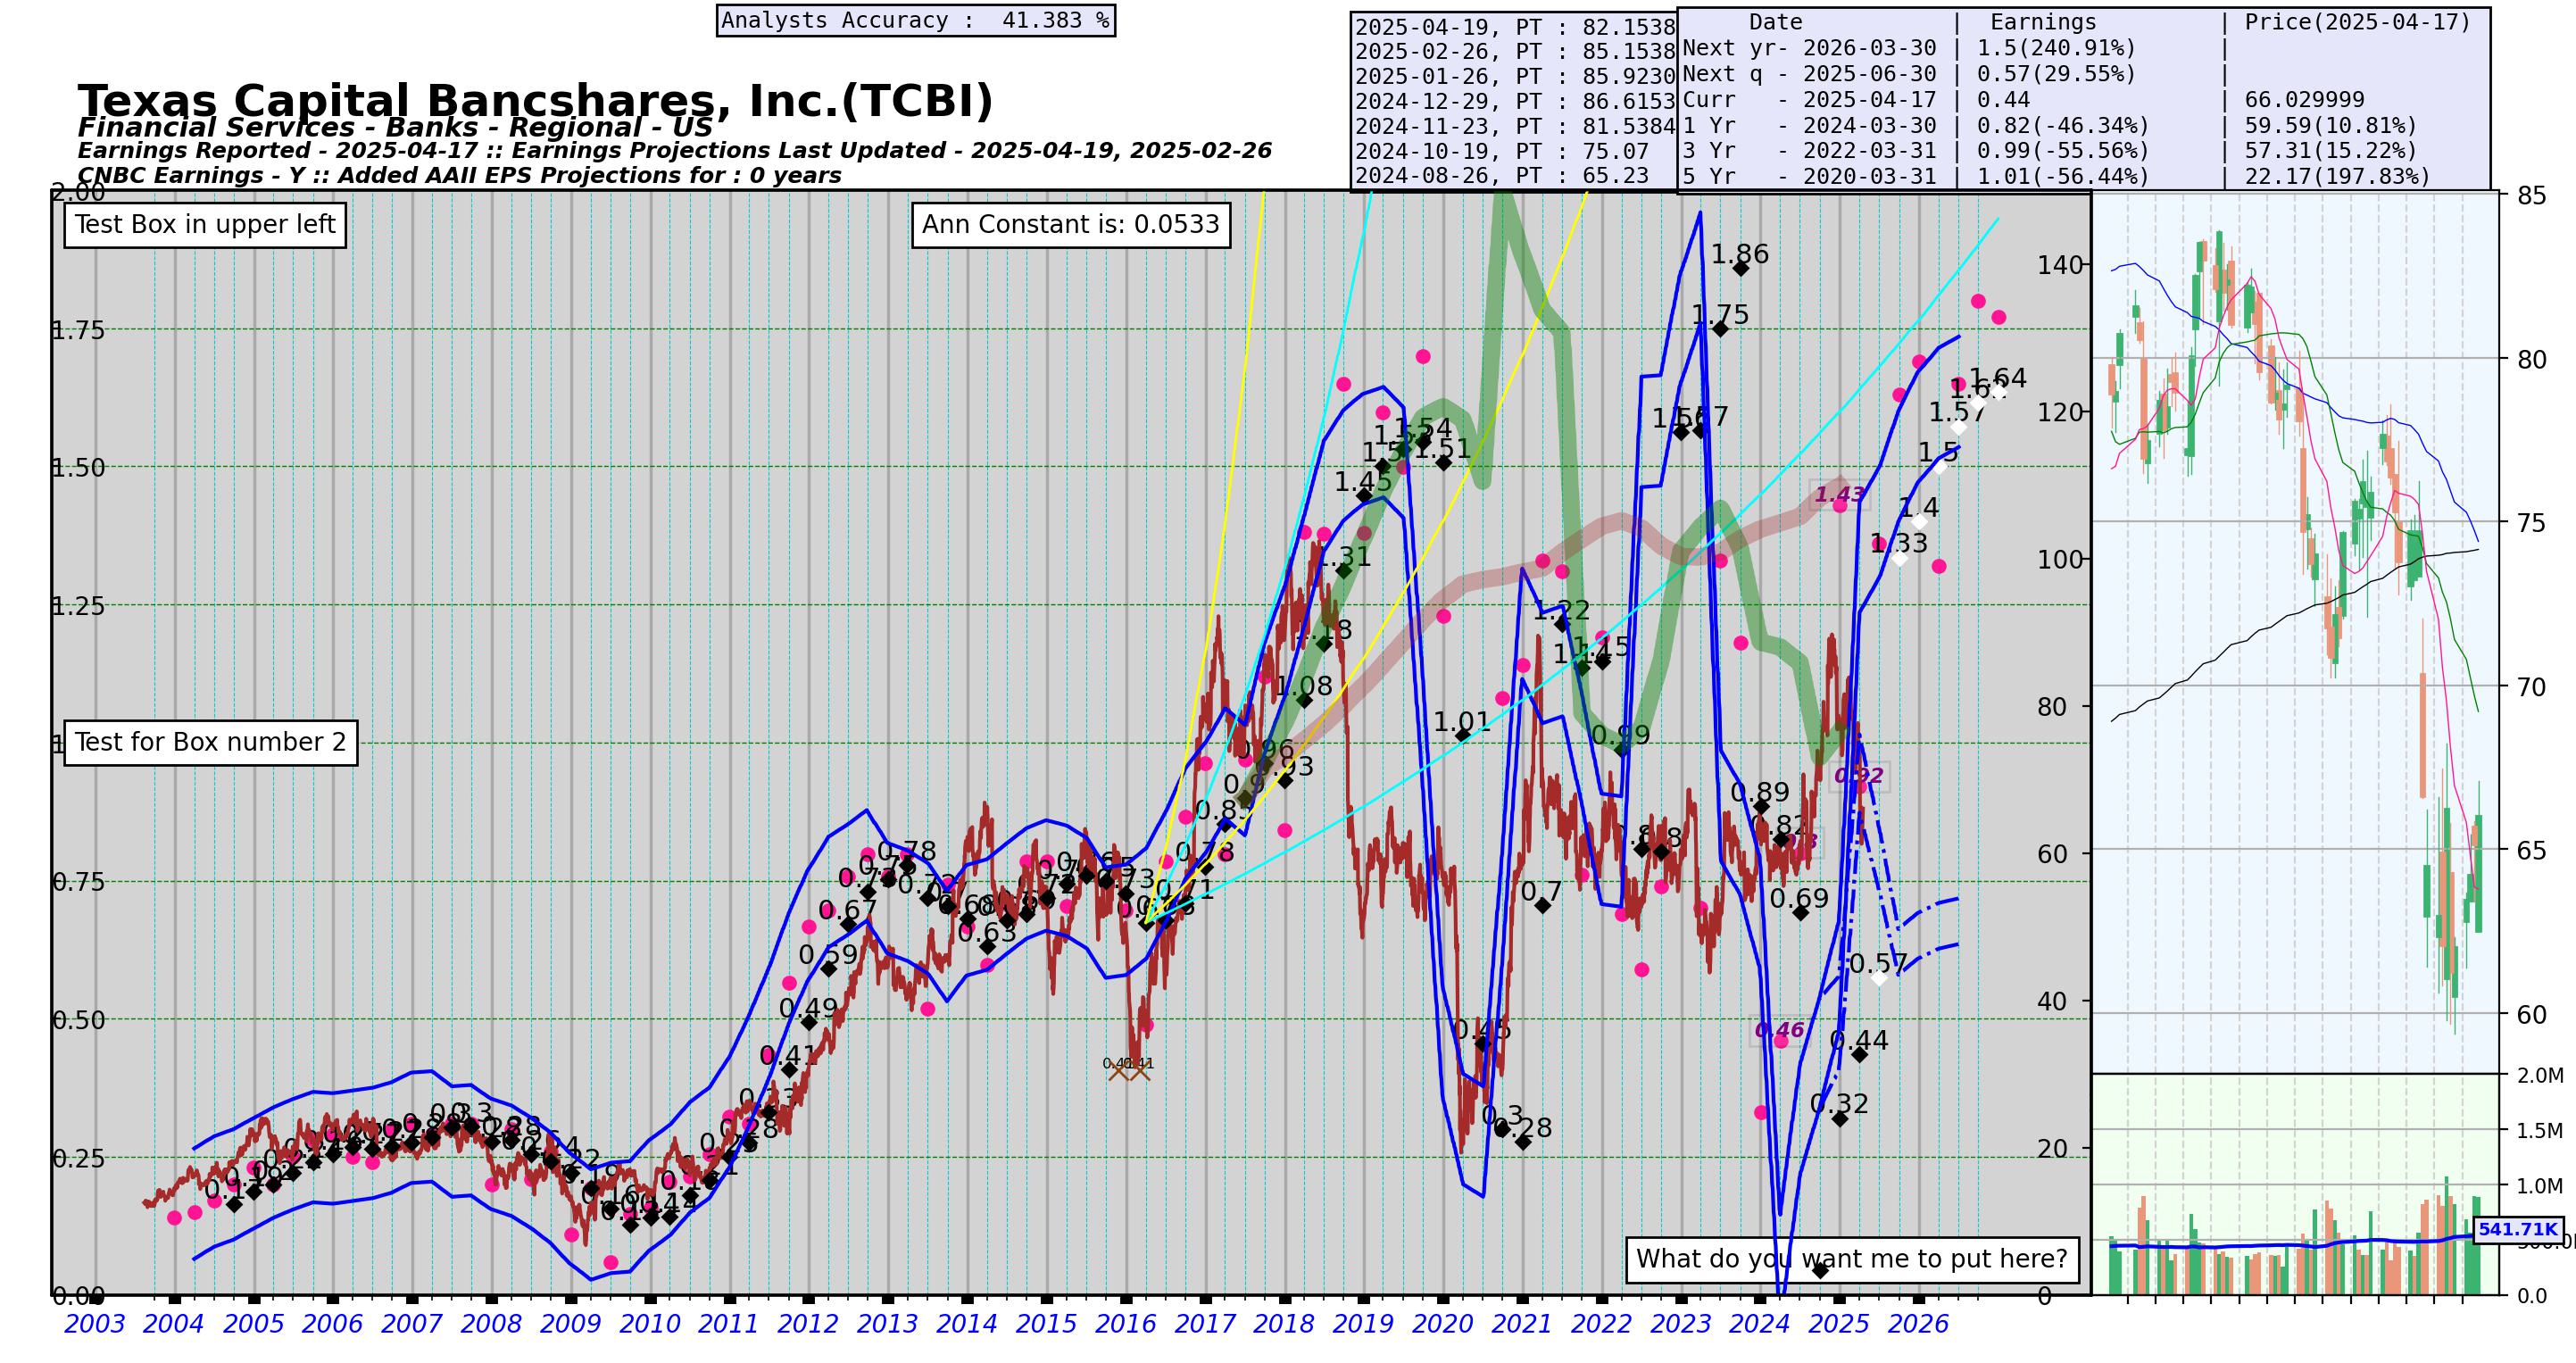 Analysts Accuracy :  41.383 %
2025-04-19, PT : 82.1538
2025-02-26, PT : 85.1538
2025-01-26, PT : 85.9230
2024-12-29, PT : 86.6153
2024-11-23, PT : 81.5384
2024-10-19, PT : 75.07
2024-08-26, PT : 65.23
Date | Earnings | Price(2025-04-17)
Next yr- 2026-03-30 | 1.5(240.91%) |
Next q - 2025-06-30 | 0.57(29.55%) |
Curr - 2025-04-17 | 0.44 | 66.029999
1 Yr - 2024-03-30 | 0.82(-46.34%) | 59.59(10.81%)
3 Yr - 2022-03-31 | 0.99(-55.56%) | 57.31(15.22%)
5 Yr - 2020-03-31 | 1.01(-56.44%) | 22.17(197.83%)
Texas Capital Bancshares, Inc.(TCBI)
Financial Services - Banks - Regional - US
Earnings Reported - 2025-04-17 :: Earnings Projections Last Updated - 2025-04-19, 2025-02-26
CNBC Earnings - Y :: Added AAII EPS Projections for : 0 years
Test Box in upper left
Ann Constant is: 0.0533
Test for Box number 2
What do you want me to put here?
2.00
1.75
1.50
1.25
0.75
0.50
0.25
0.00
140
120
100
80
60
40
20
0
85
80
75
70
65
60
2.0M
1.5M
1.0M
541.71K
0.0
1.86
1.75
1.57
1.64
1.57
1.5
1.4
1.33
1.43
1.54
1.51
1.45
1.31
1.18
1.08
1.22
1.14
1.15
1.01
0.99
0.96
0.93
0.92
0.89
0.82
0.7
0.69
0.57
0.46
0.45
0.44
0.32
0.3
0.28
0.78
0.67
0.59
0.49
0.41
0.63
0.78
2003 2004 2005 2006 2007 2008 2009 2010 2011 2012 2013 2014 2015 2016 2017 2018 2019 2020 2021 2022 2023 2024 2025 2026